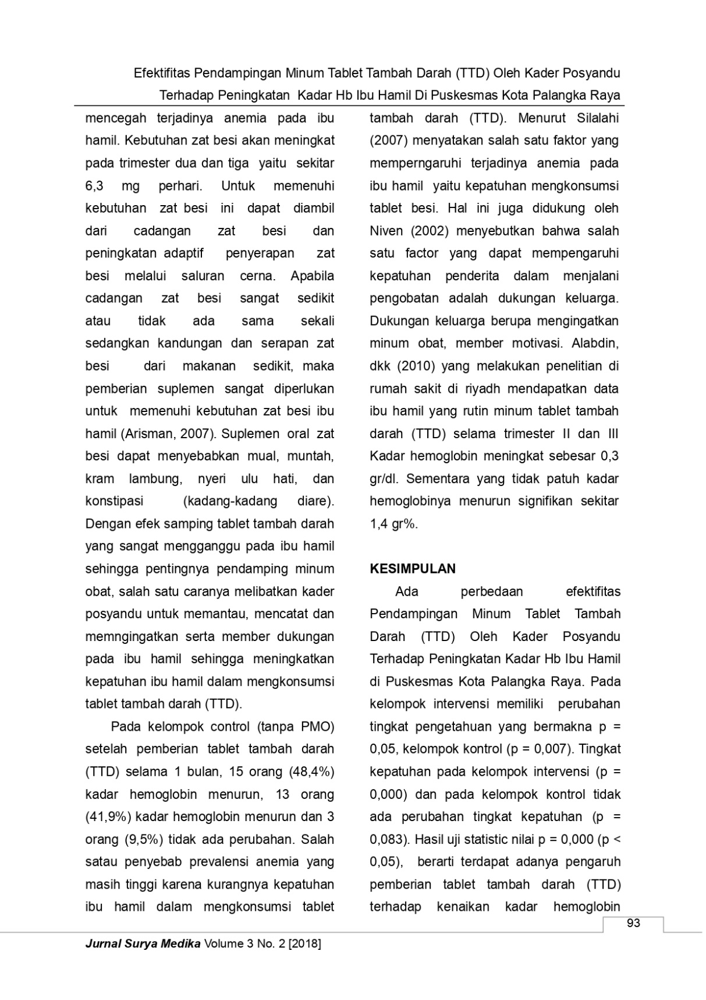 Efektifitas Pendampingan Minum Tablet Tambah Darah (TTD) Oleh Kader Posyandu
Terhadap Peningkatan Kadar Hb Ibu Hamil Di Puskesmas Kota Palangka Raya
mencegah terjadinya anemia pada ibu
hamil. Kebutuhan zat besi akan meningkat
pada trimester dua dan tiga yaitu sekitar
6,3 mg perhari. Untuk memenuhi
kebutuhan zat besi ini dapat diambil
dari cadangan zat besi dan
peningkatan adaptif penyerapan zat
besi melalui saluran cerna. Apabila
cadangan zat besi sangat sedikit
atau tidak ada sama sekali
sedangkan kandungan dan serapan zat
besi dari makanan sedikit, maka
pemberian suplemen sangat diperlukan
untuk memenuhi kebutuhan zat besi ibu
hamil (Arisman, 2007). Suplemen oral zat
besi dapat menyebabkan mual, muntah,
kram lambung, nyeri ulu hati, dan
konstipasi (kadang-kadang diare).
Dengan efek samping tablet tambah darah
yang sangat mengganggu pada ibu hamil
sehingga pentingnya pendamping minum
obat, salah satu caranya melibatkan kader
posyandu untuk memantau, mencatat dan
memngingatkan serta member dukungan
pada ibu hamil sehingga meningkatkan
kepatuhan ibu hamil dalam mengkonsumsi
tablet tambah darah (TTD).
Pada kelompok control (tanpa PMO)
setelah pemberian tablet tambah darah
(TTD) selama 1 bulan, 15 orang (48,4%)
kadar hemoglobin menurun, 13 orang
(41,9%) kadar hemoglobin menurun dan 3
orang (9,5%) tidak ada perubahan. Salah
satau penyebab prevalensi anemia yang
masih tinggi karena kurangnya kepatuhan
ibu hamil dalam mengkonsumsi tablet
tambah darah (TTD). Menurut Silalahi
(2007) menyatakan salah satu faktor yang
memperngaruhi terjadinya anemia pada
ibu hamil yaitu kepatuhan mengkonsumsi
tablet besi. Hal ini juga didukung oleh
Niven (2002) menyebutkan bahwa salah
satu factor yang dapat mempengaruhi
kepatuhan penderita dalam menjalani
pengobatan adalah dukungan keluarga.
Dukungan keluarga berupa mengingatkan
minum obat, member motivasi. Alabdin,
dkk (2010) yang melakukan penelitian di
rumah sakit di riyadh mendapatkan data
ibu hamil yang rutin minum tablet tambah
darah (TTD) selama trimester II dan III
Kadar hemoglobin meningkat sebesar 0,3
gr/dl. Sementara yang tidak patuh kadar
hemoglobinya menurun signifikan sekitar
1,4 gr%.
KESIMPULAN
Ada perbedaan efektifitas
Pendampingan Minum Tablet Tambah
Darah (TTD) Oleh Kader Posyandu
Terhadap Peningkatan Kadar Hb Ibu Hamil
di Puskesmas Kota Palangka Raya. Pada
kelompok intervensi memiliki perubahan
tingkat pengetahuan yang bermakna p =
0,05, kelompok kontrol (p = 0,007). Tingkat
kepatuhan pada kelompok intervensi (p =
0,000) dan pada kelompok kontrol tidak
ada perubahan tingkat kepatuhan (p =
0,083). Hasil uji statistic nilai p = 0,000 (p <
0,05), berarti terdapat adanya pengaruh
pemberian tablet tambah darah (TTD)
terhadap kenaikan kadar hemoglobin
93
Jurnal Surya Medika Volume 3 No. 2 [2018]